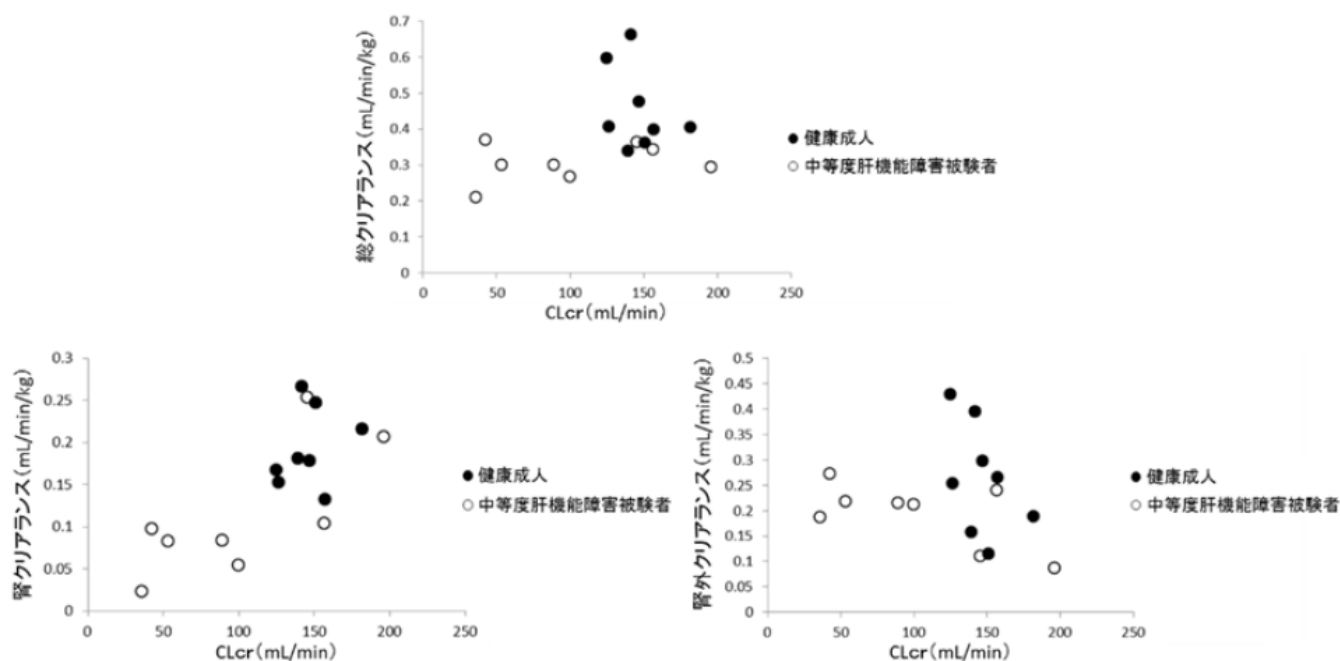 総クリアランス(mL/min/kg)
0.7
0.6
0.5
0.4
0.3
0.2
0.1
0
0 50 100 150 200 250
CLcr(mL/min)
● 健康成人
○ 中等度肝機能障害被験者
腎クリアランス(mL/min/kg)
0.3
0.25
0.2
0.15
0.1
0.05
0
0 50 100 150 200 250
CLcr(mL/min)
● 健康成人
○ 中等度肝機能障害被験者
腎外クリアランス(mL/min/kg)
0.5
0.45
0.4
0.35
0.3
0.25
0.2
0.15
0.1
0.05
0
0 50 100 150 200 250
CLcr(mL/min)
● 健康成人
○ 中等度肝機能障害被験者